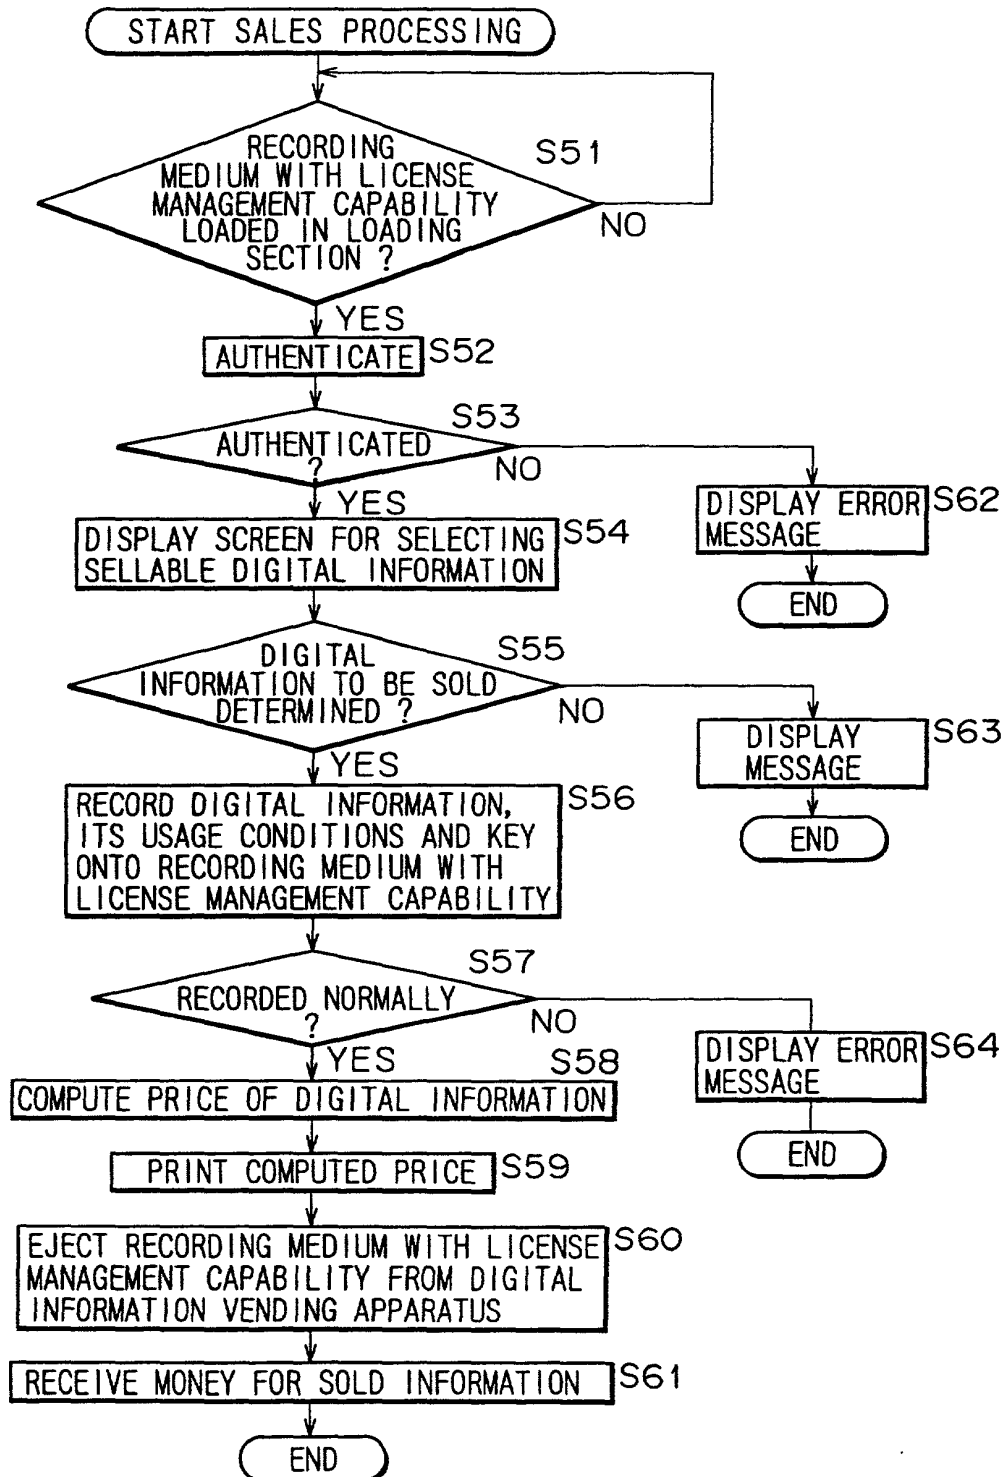 START SALES PROCESSING
RECORDING
MEDIUM WITH LICENSE
MANAGEMENT CAPABILITY
LOADED IN LOADING
SECTION ?
S51
NO
YES
AUTHENTICATE
S52
AUTHENTICATED
?
S53
NO
YES
DISPLAY ERROR
MESSAGE
S62
END
DISPLAY SCREEN FOR SELECTING
SELLABLE DIGITAL INFORMATION
S54
DIGITAL
INFORMATION TO BE SOLD
DETERMINED ?
S55
NO
YES
DISPLAY
MESSAGE
S63
END
RECORD DIGITAL INFORMATION,
ITS USAGE CONDITIONS AND KEY
ONTO RECORDING MEDIUM WITH
LICENSE MANAGEMENT CAPABILITY
S56
RECORDED NORMALLY
?
S57
NO
YES
DISPLAY ERROR
MESSAGE
S64
END
S58
COMPUTE PRICE OF DIGITAL INFORMATION
PRINT COMPUTED PRICE
S59
EJECT RECORDING MEDIUM WITH LICENSE
MANAGEMENT CAPABILITY FROM DIGITAL
INFORMATION VENDING APPARATUS
S60
RECEIVE MONEY FOR SOLD INFORMATION
S61
END